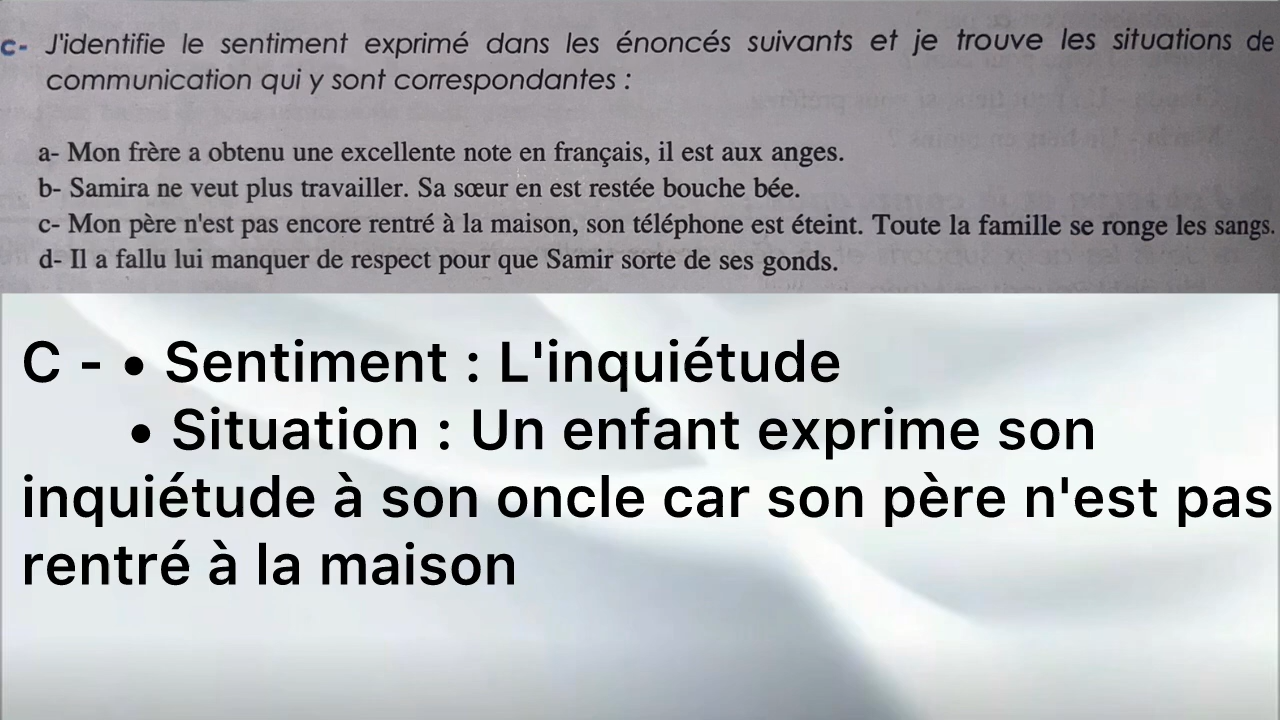 c- J'identifie le sentiment exprimé dans les énoncés suivants et je trouve les situations de
communication qui y sont correspondantes :
a- Mon frère a obtenu une excellente note en français, il est aux anges.
b- Samira ne veut plus travailler. Sa sœur en est restée bouche bée.
c- Mon père n'est pas encore rentré à la maison, son téléphone est éteint. Toute la famille se ronge les sangs.
d- Il a fallu lui manquer de respect pour que Samir sorte de ses gonds.
C - • Sentiment : L'inquiétude
• Situation : Un enfant exprime son
inquiétude à son oncle car son père n'est pas
rentré à la maison